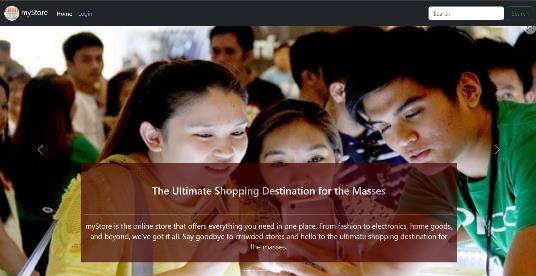 myStore Home Login Search Search
The Ultimate Shopping Destination for the Masses
myStore is the online store that offers everything you need in one place. From fashion to electronics, home goods,
and beyond, we've got it all. Say goodbye to crowded stores and hello to the ultimate shopping destination for
the masses.